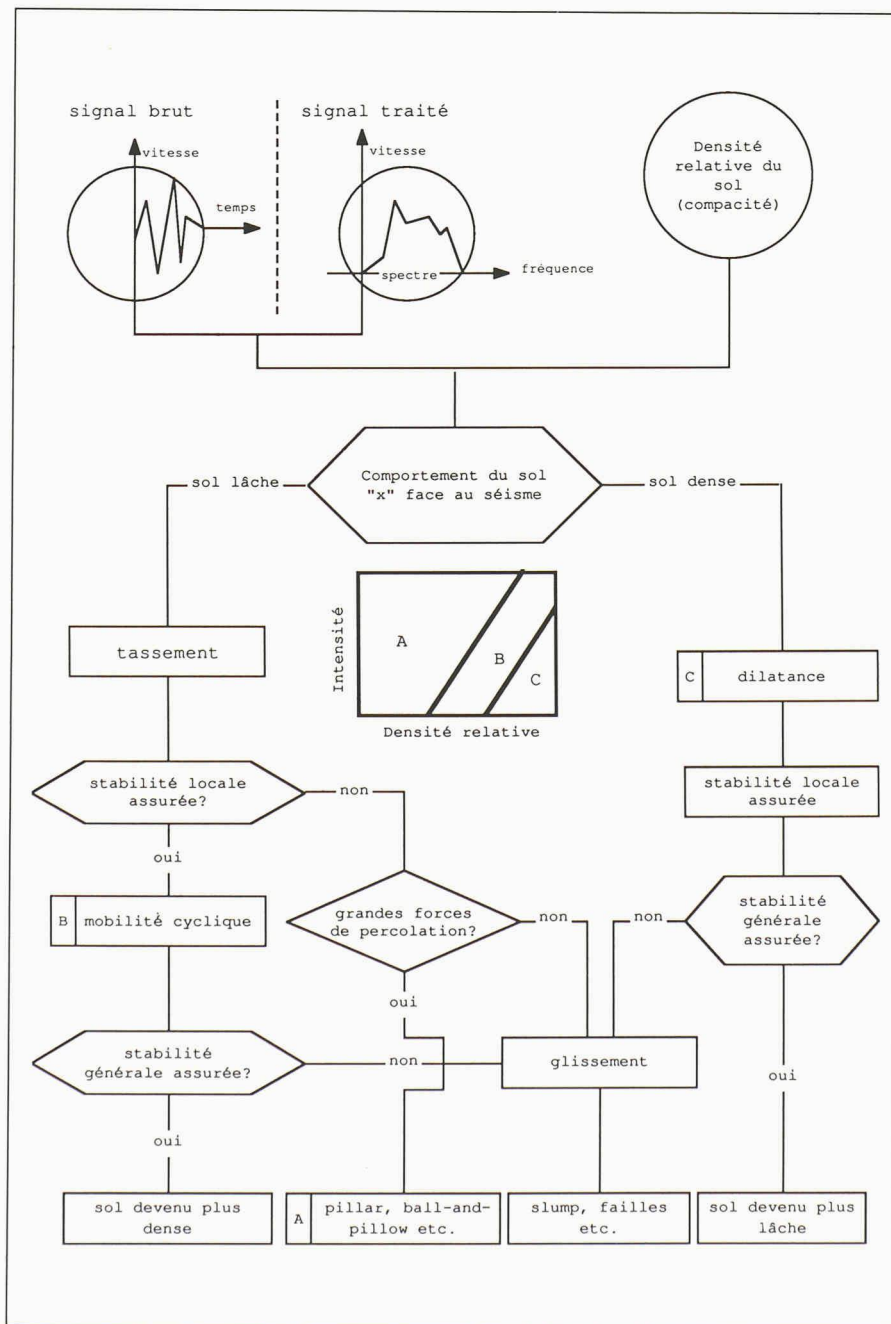 signal brut
signal traité
vitesse
temps
vitesse
spectre
fréquence
Densité
relative du
sol
(compacité)
sol lâche
Comportement du sol
"x" face au séisme
sol dense
Intensité
A
B
C
Densité relative
tassement
C
dilatance
stabilité locale
assurée?
non
stabilité locale
assurée
oui
B
mobilité cyclique
grandes forces
de percolation?
non
non
stabilité
générale
assurée?
oui
stabilité
générale assurée?
non
glissement
oui
oui
sol devenu plus
dense
A
pillar, ball-and-
pillow etc.
slump, failles
etc.
sol devenu plus
lâche